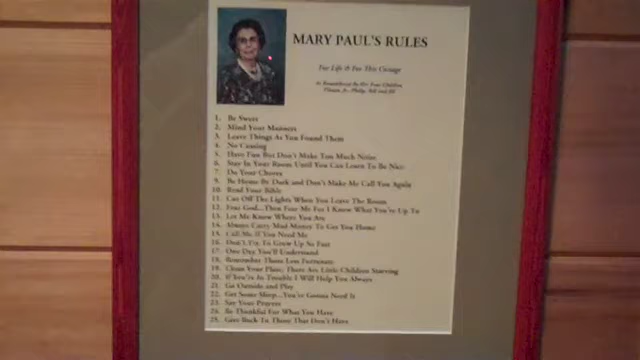 MARY PAUL'S RULES
For Life & For This Cottage
As Remembered By Her Four Children
1. Be Sweet
2. Mind Your Manners
3. Leave Things As You Found Them
4. No Cussing
5. Have Fun But Don't Make Too Much Noise
6. Stay In Your Room Until You Can Learn To Be Nice
7. Do Your Chores
9. Be Home By Dark and Don't Make Me Call You Again
10. Read Your Bible
11. Cut Off The Lights When You Leave The Room
12. Fear God...Then Fear Me For I Know What You're Up To
13. Let Me Know Where You Are
14. Always Carry Mad Money To Get You Home
15. Call Me If You Need Me
16. Don't Try To Grow Up So Fast
17. One Day You'll Understand
18. Remember Those Less Fortunate
19. Clean Your Plate; There Are Little Children Starving
20. If You're In Trouble I Will Help You Always
21. Go Outside and Play
22. Get Some Sleep...You're Gonna Need It
23. Say Your Prayers
24. Be Thankful For What You Have
25. Give Back To Those That Don't Have